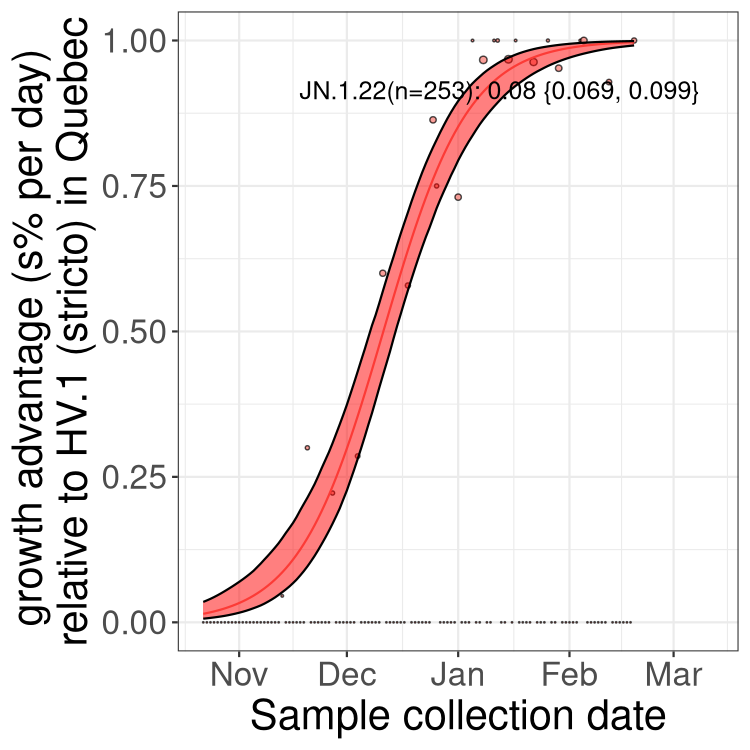 growth advantage (s% per day)
relative to HV.1 (stricto) in Quebec
1.00
0.75
0.50
0.25
0.00
JN.1.22(n=253): 0.08 {0.069, 0.099}
Nov Dec Jan Feb Mar
Sample collection date